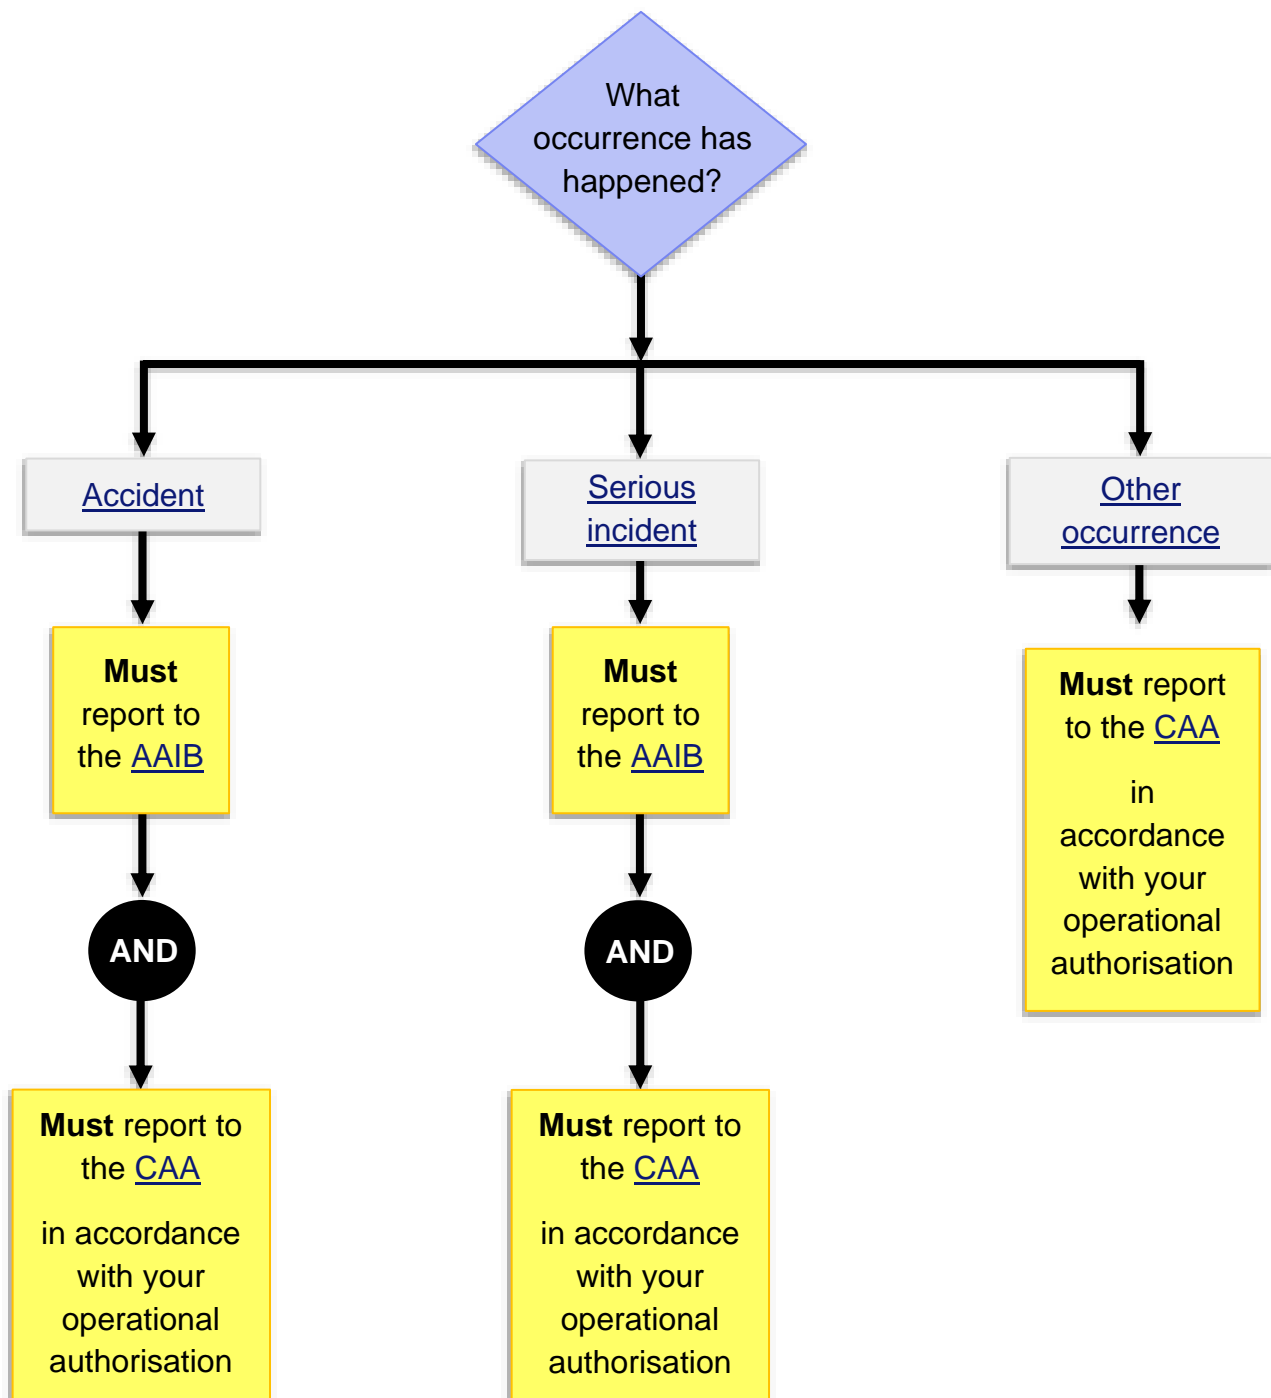 What
occurrence has
happened?
Accident
Serious
incident
Other
occurrence
Must
report to
the AAIB
Must
report to
the AAIB
Must report
to the CAA
in
accordance
with your
operational
authorisation
AND
AND
Must report to
the CAA
in accordance
with your
operational
authorisation
Must report to
the CAA
in accordance
with your
operational
authorisation